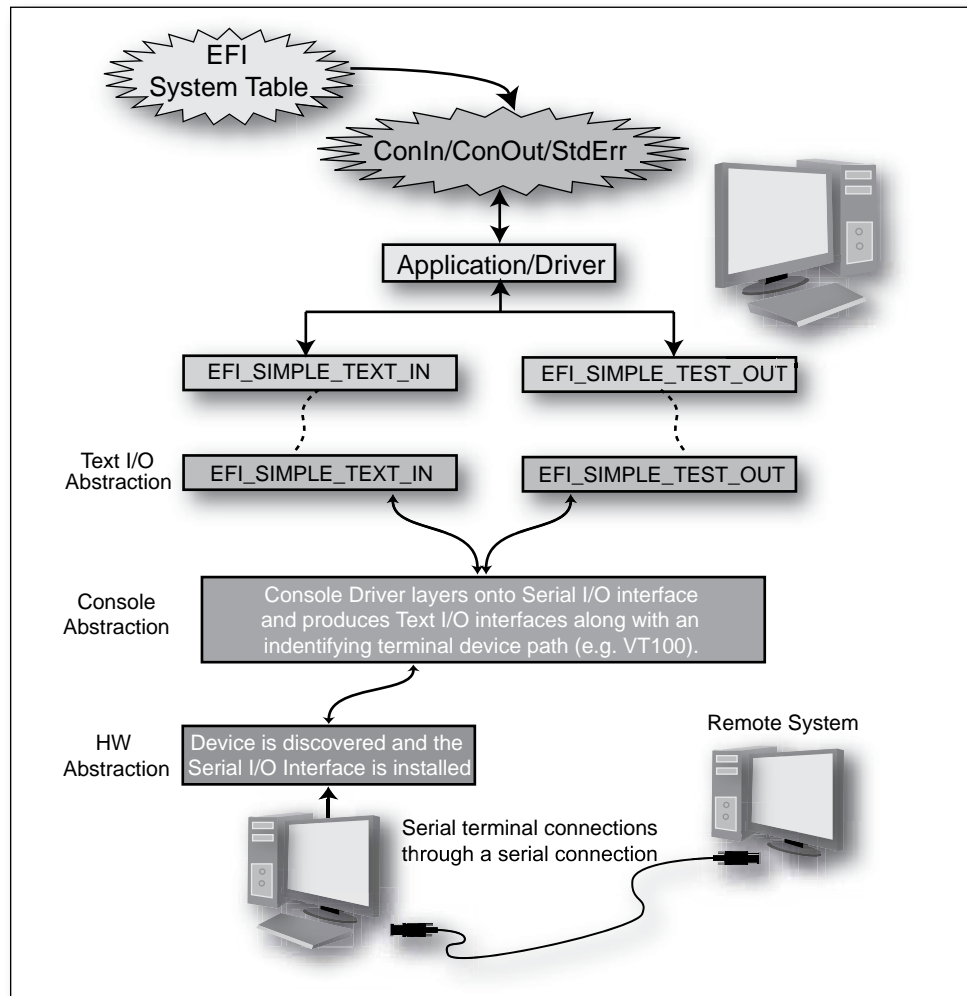 EFI
System Table
ConIn/ConOut/StdErr
Application/Driver
EFI_SIMPLE_TEXT_IN
EFI_SIMPLE_TEST_OUT
Text I/O
Abstraction
EFI_SIMPLE_TEXT_IN
EFI_SIMPLE_TEST_OUT
Console
Abstraction
Console Driver layers onto Serial I/O interface
and produces Text I/O interfaces along with an
indentifying terminal device path (e.g. VT100).
HW
Abstraction
Device is discovered and the
Serial I/O Interface is installed
Remote System
Serial terminal connections
through a serial connection